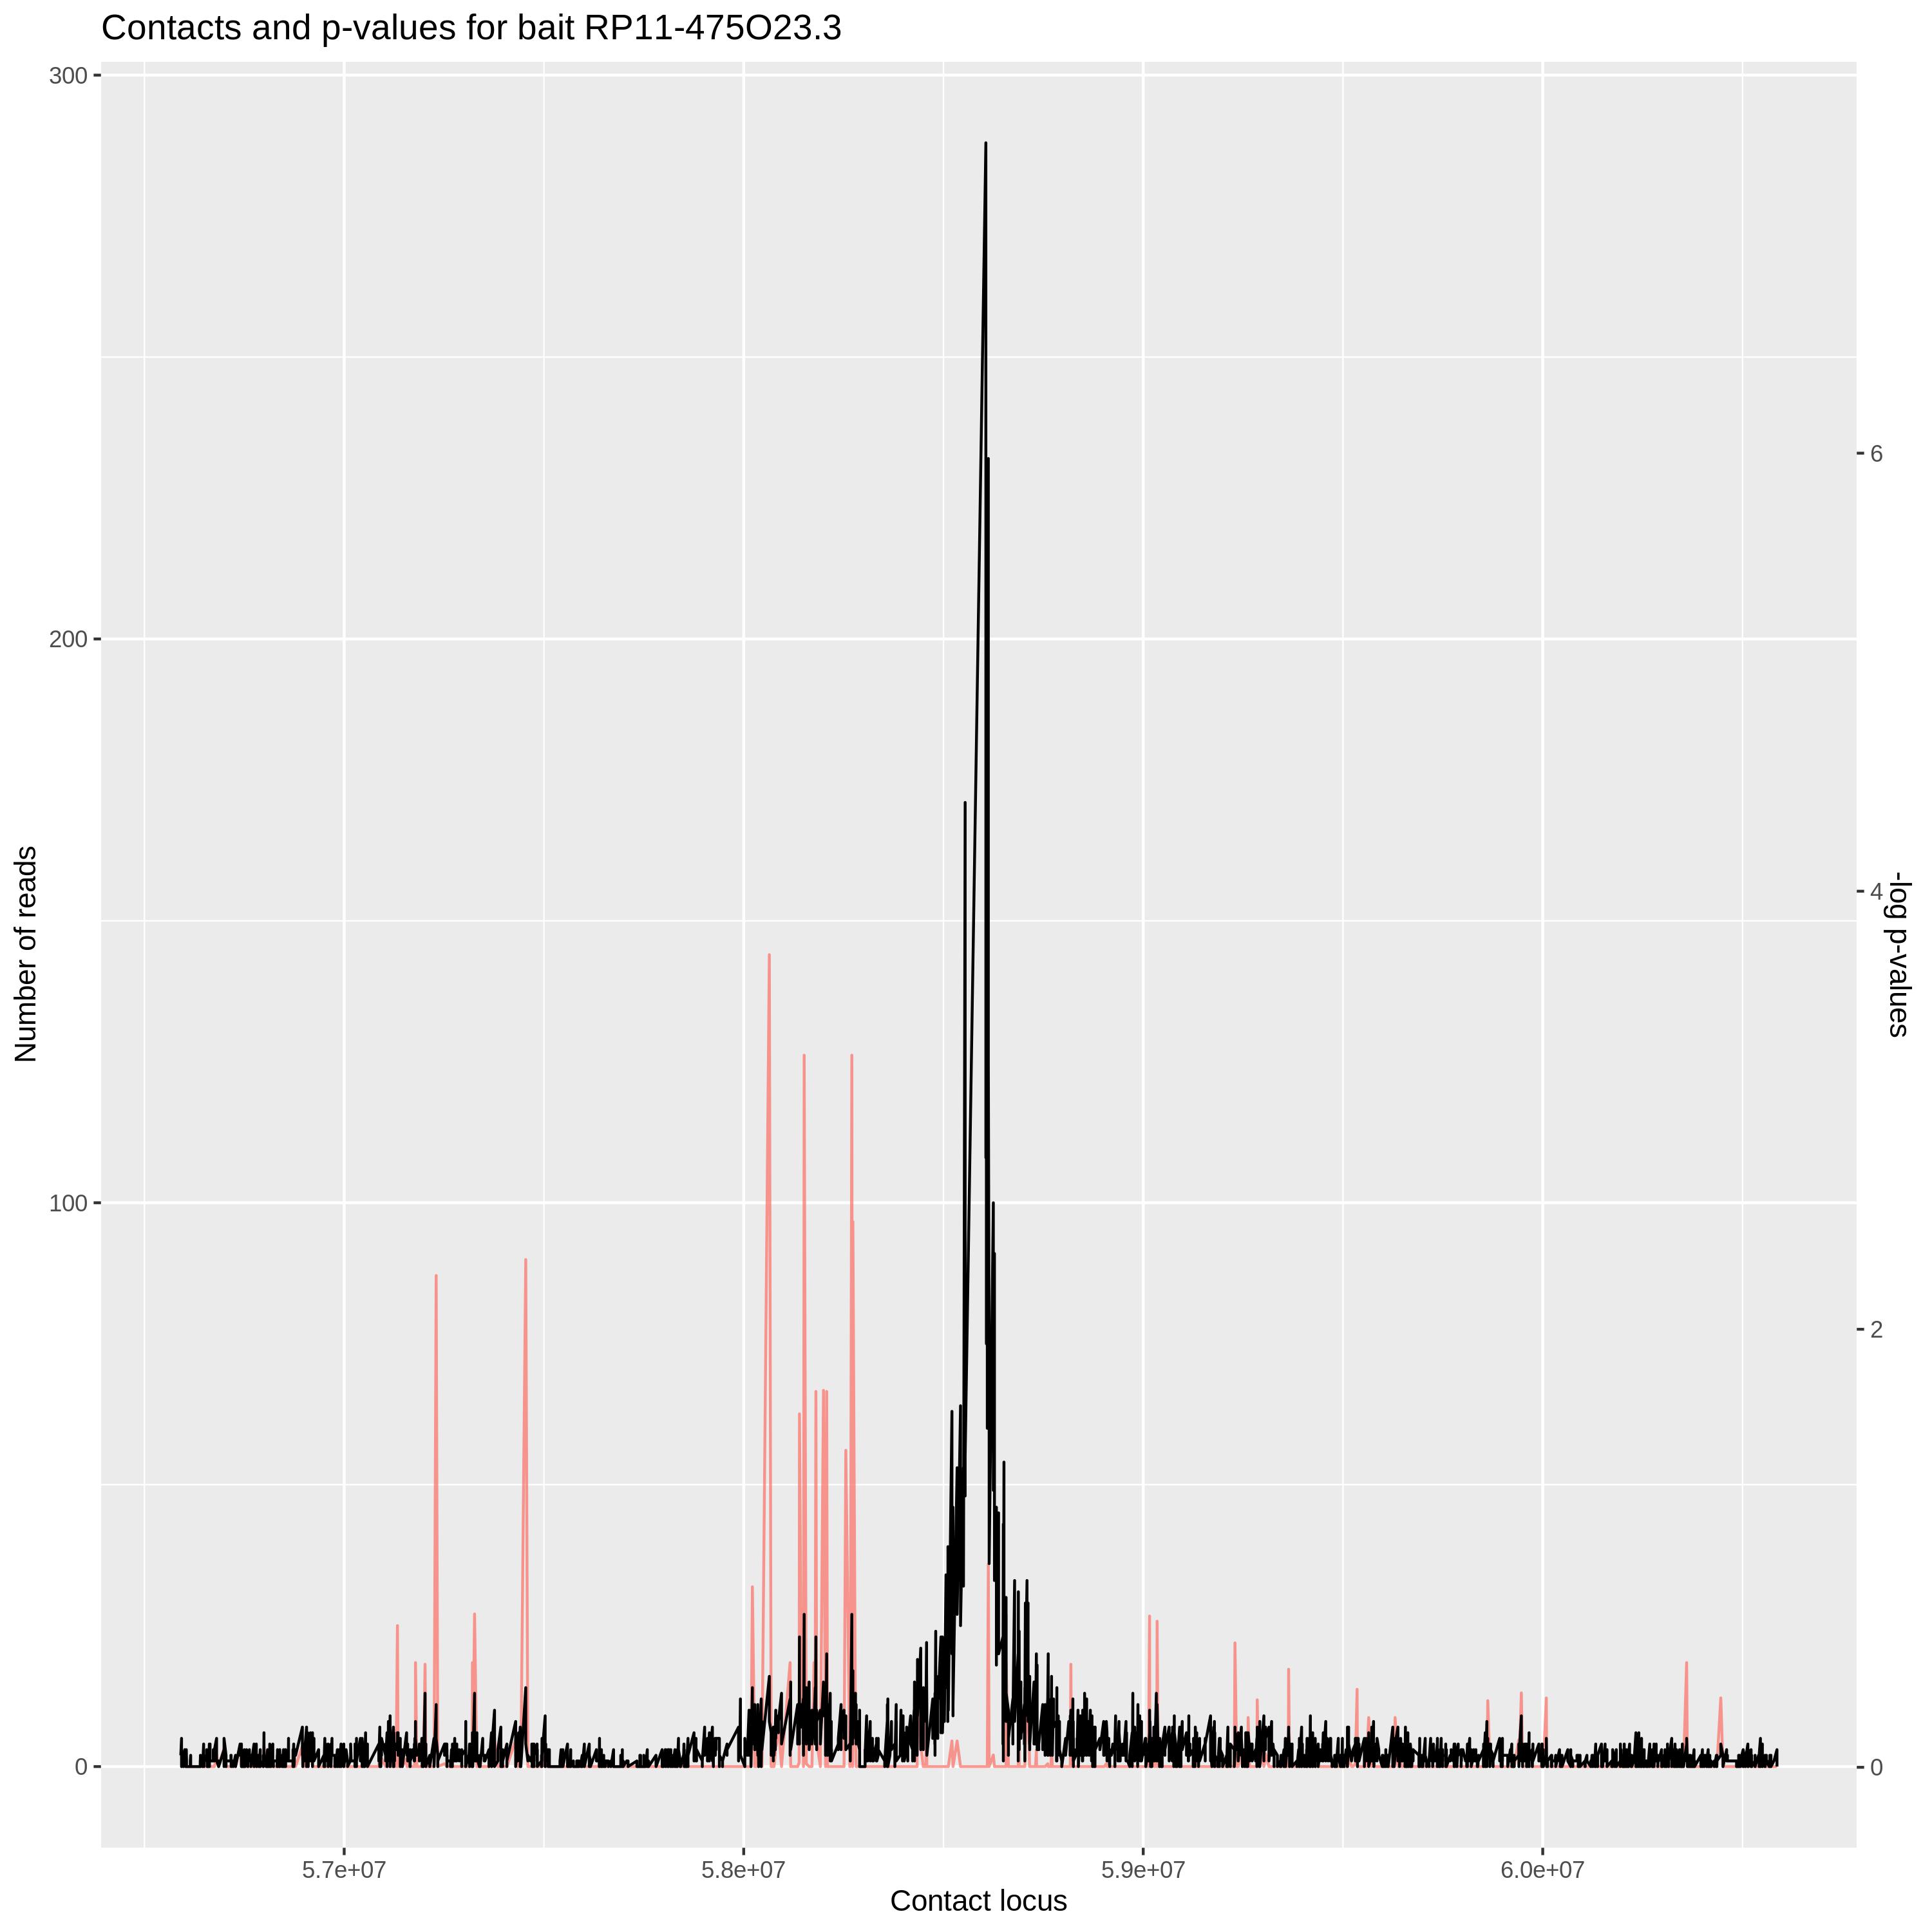 Contacts and p-values for bait RP11-475O23.3
300
200
100
0
Number of reads
6
4
2
0
-log p-values
5.7e+07
5.8e+07
5.9e+07
6.0e+07
Contact locus